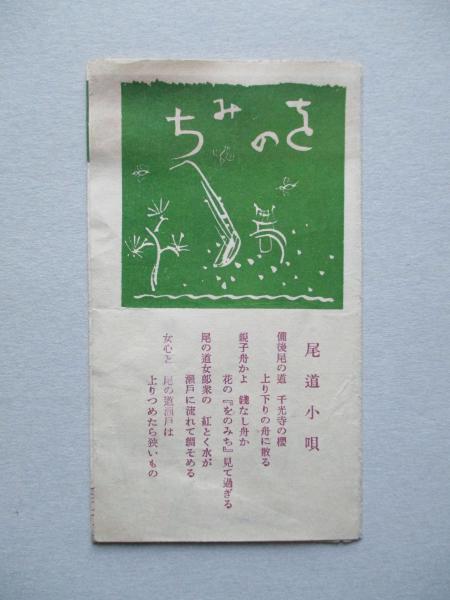 をのみち
尾道小唄
備後尾の道　千光寺の櫻
上り下りの舟に散る
親子舟かよ　錢なし舟か
花の『をのみち』見て過ぎる
尾の道女郎衆の　紅とく水が
瀬戸に流れて鯛そめる
女心と　尾の道瀬戸は
上りつめたら狹いもの